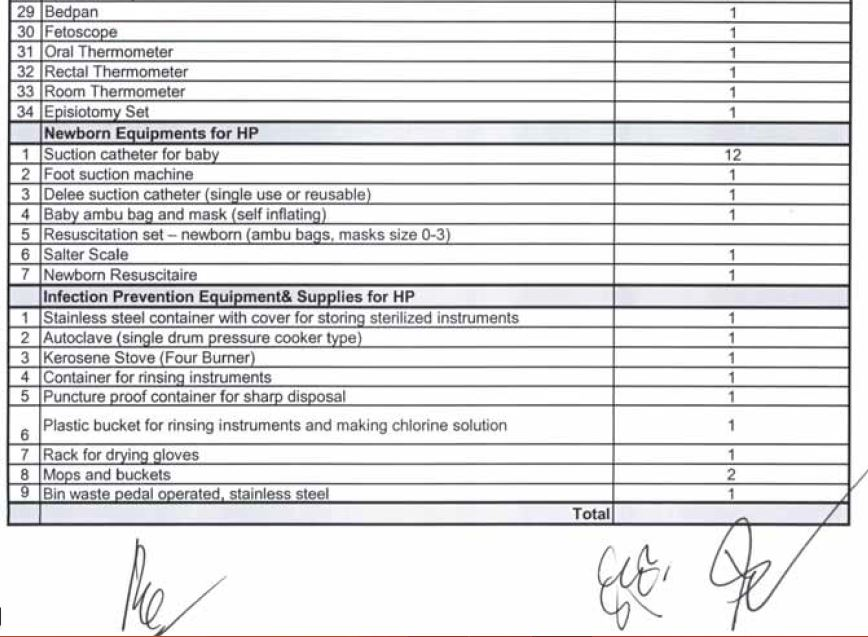 29 Bedpan 1
30 Fetoscope 1
31 Oral Thermometer 1
32 Rectal Thermometer 1
33 Room Thermometer 1
34 Episiotomy Set 1
Newborn Equipments for HP
1 Suction catheter for baby 12
2 Foot suction machine 1
3 Delee suction catheter (single use or reusable) 1
4 Baby ambu bag and mask (self inflating) 1
5 Resuscitation set – newborn (ambu bags, masks size 0-3)
6 Salter Scale 1
7 Newborn Resuscitaire 1
Infection Prevention Equipment& Supplies for HP
1 Stainless steel container with cover for storing sterilized instruments 1
2 Autoclave (single drum pressure cooker type) 1
3 Kerosene Stove (Four Burner) 1
4 Container for rinsing instruments 1
5 Puncture proof container for sharp disposal 1
6 Plastic bucket for rinsing instruments and making chlorine solution 1
7 Rack for drying gloves 1
8 Mops and buckets 2
9 Bin waste pedal operated, stainless steel 1
Total